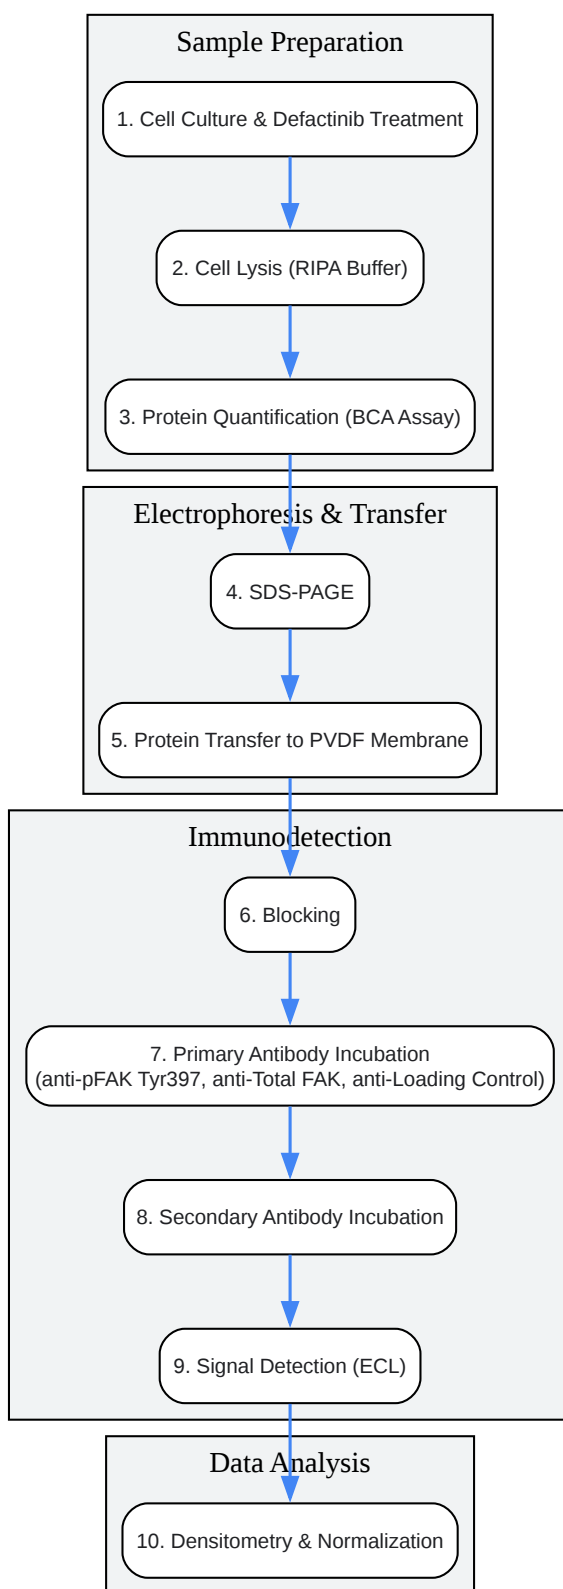 Sample Preparation
1. Cell Culture & Defactinib Treatment
2. Cell Lysis (RIPA Buffer)
3. Protein Quantification (BCA Assay)
Electrophoresis & Transfer
4. SDS-PAGE
5. Protein Transfer to PVDF Membrane
Immunodetection
6. Blocking
7. Primary Antibody Incubation
(anti-pFAK Tyr397, anti-Total FAK, anti-Loading Control)
8. Secondary Antibody Incubation
9. Signal Detection (ECL)
Data Analysis
10. Densitometry & Normalization